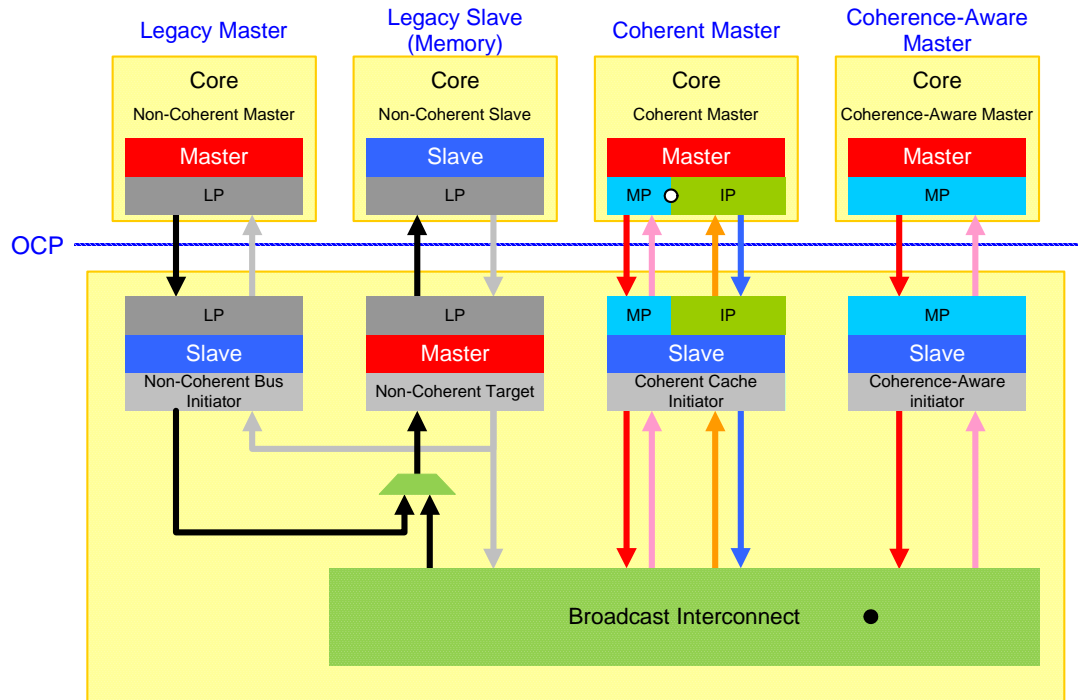 Legacy Master
Legacy Slave
(Memory)
Coherent Master
Coherence-Aware
Master
Core
Non-Coherent Master
Master
LP
Core
Non-Coherent Slave
Slave
LP
Core
Coherent Master
Master
MP
IP
Core
Coherence-Aware Master
Master
MP
OCP
LP
Slave
Non-Coherent Bus
Initiator
LP
Master
Non-Coherent Target
MP
IP
Slave
Coherent Cache
Initiator
MP
Slave
Coherence-Aware
initiator
Broadcast Interconnect